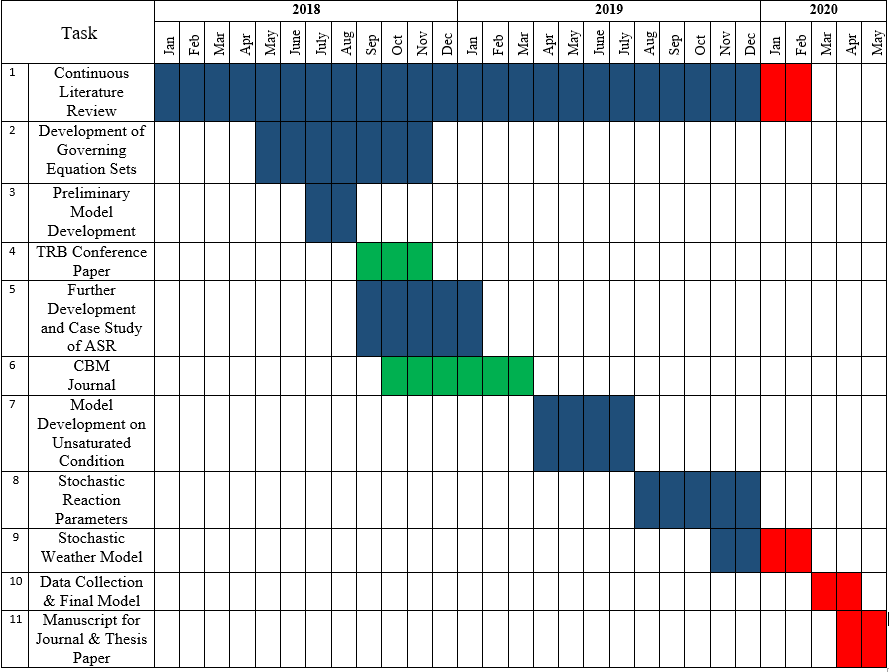 Task
2018
2019
2020
Jan Feb Mar Apr May June July Aug Sep Oct Nov Dec Jan Feb Mar Apr May June July Aug Sep Oct Nov Dec Jan Feb Mar Apr May
1
Continuous
Literature
Review
2
Development of
Governing
Equation Sets
3
Preliminary
Model
Development
4
TRB Conference
Paper
5
Further
Development
and Case Study
of ASR
6
CBM
Journal
7
Model
Development on
Unsaturated
Condition
8
Stochastic
Reaction
Parameters
9
Stochastic
Weather Model
10
Data Collection
& Final Model
11
Manuscript for
Journal & Thesis
Paper